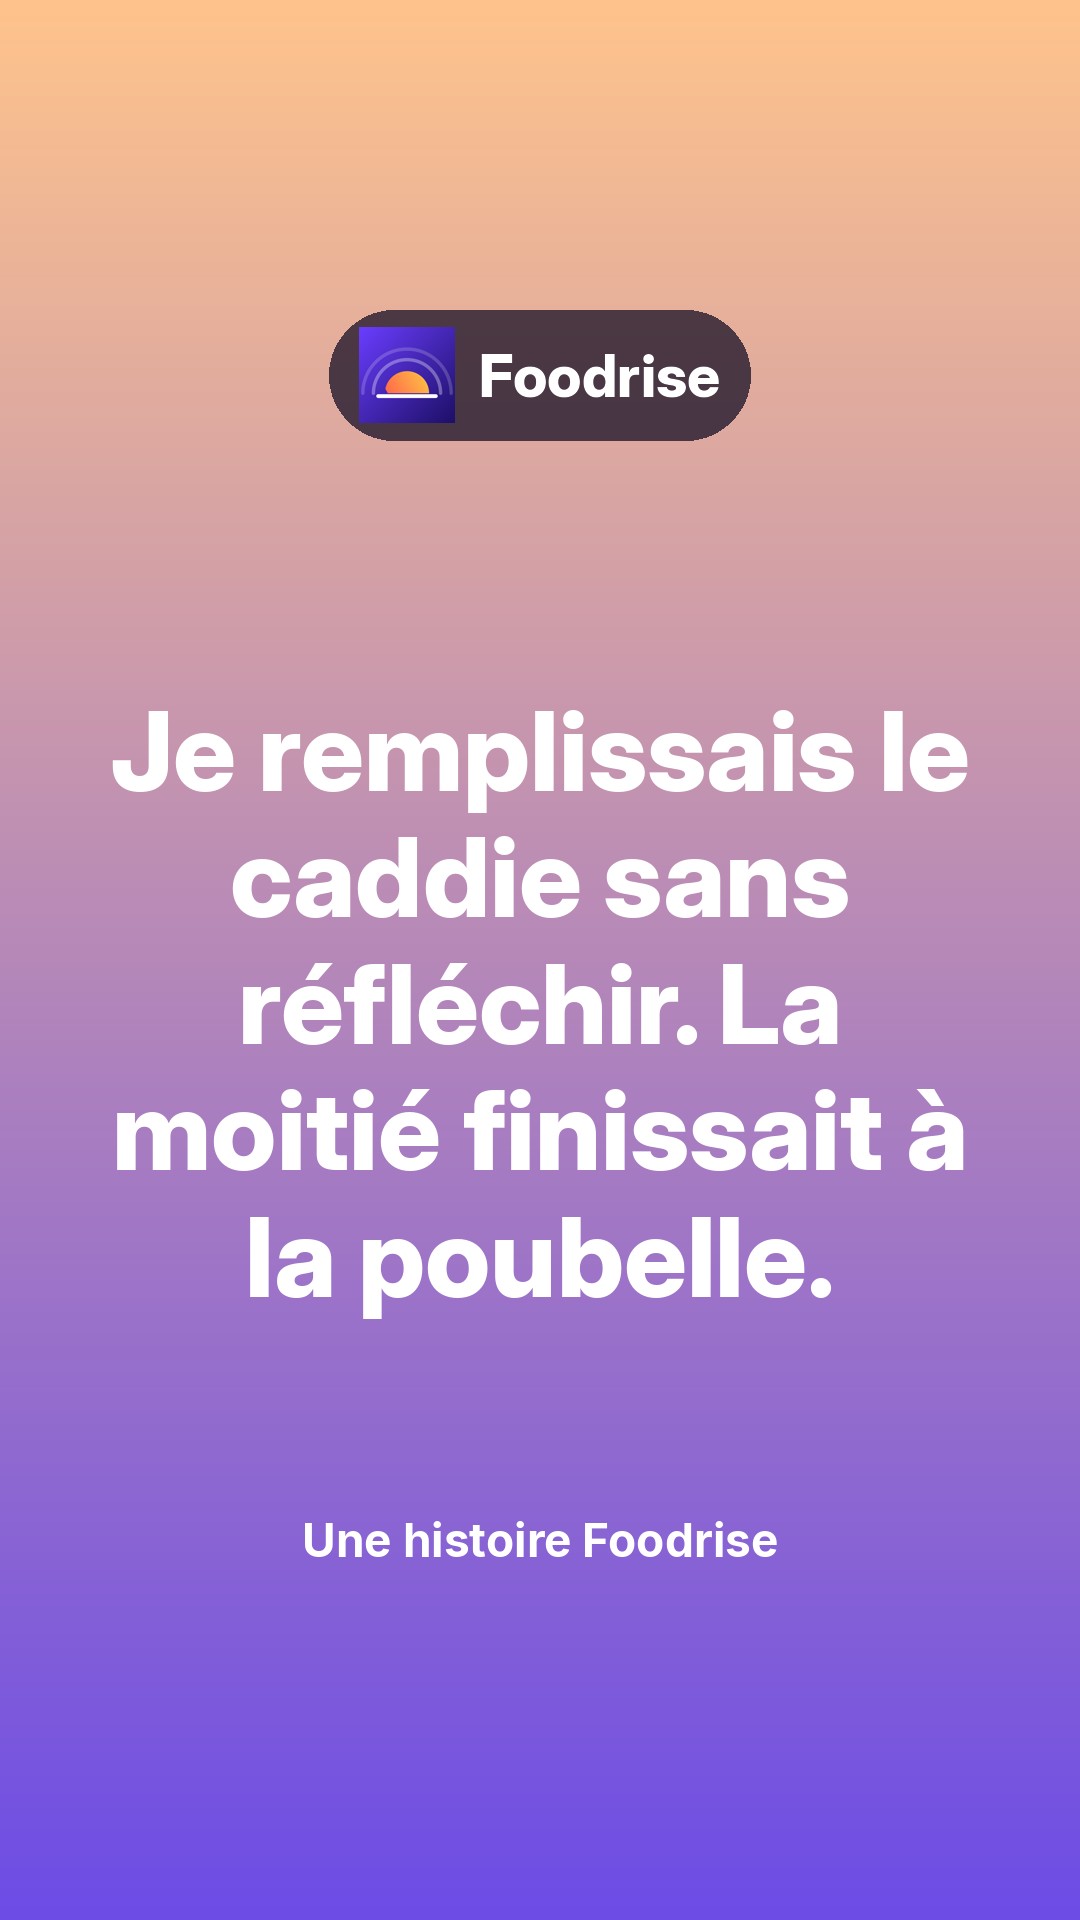 Foodrise
Je remplissais le
caddie sans
réfléchir. La
moitié finissait à
la poubelle.
Une histoire Foodrise